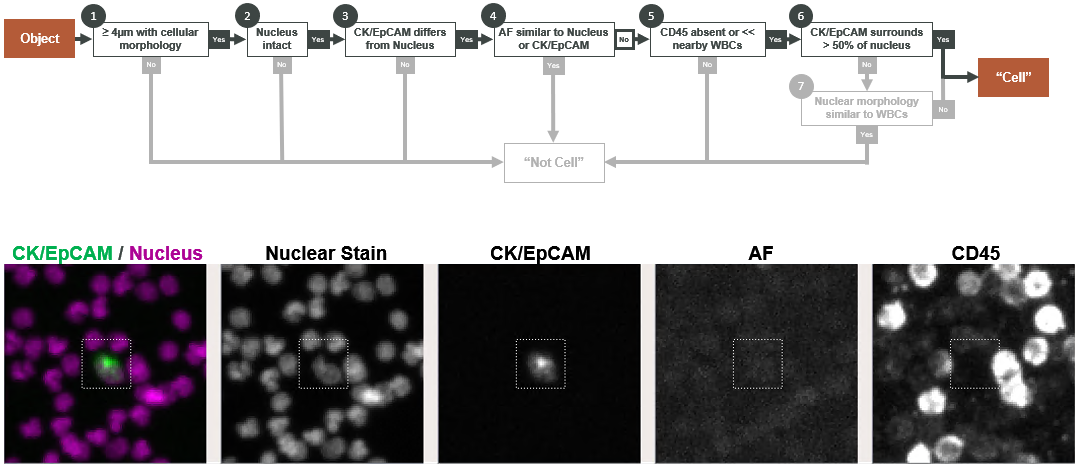 Object
1
≥ 4μm with cellular
morphology
Yes
No
2
Nucleus
intact
Yes
No
3
CK/EpCAM differs
from Nucleus
Yes
No
4
AF similar to Nucleus
or CK/EpCAM
No
Yes
5
CD45 absent or <<
nearby WBCs
Yes
No
6
CK/EpCAM surrounds
> 50% of nucleus
Yes
No
7
Nuclear morphology
similar to WBCs
No
Yes
“Cell”
“Not Cell”
CK/EpCAM / Nucleus
Nuclear Stain
CK/EpCAM
AF
CD45